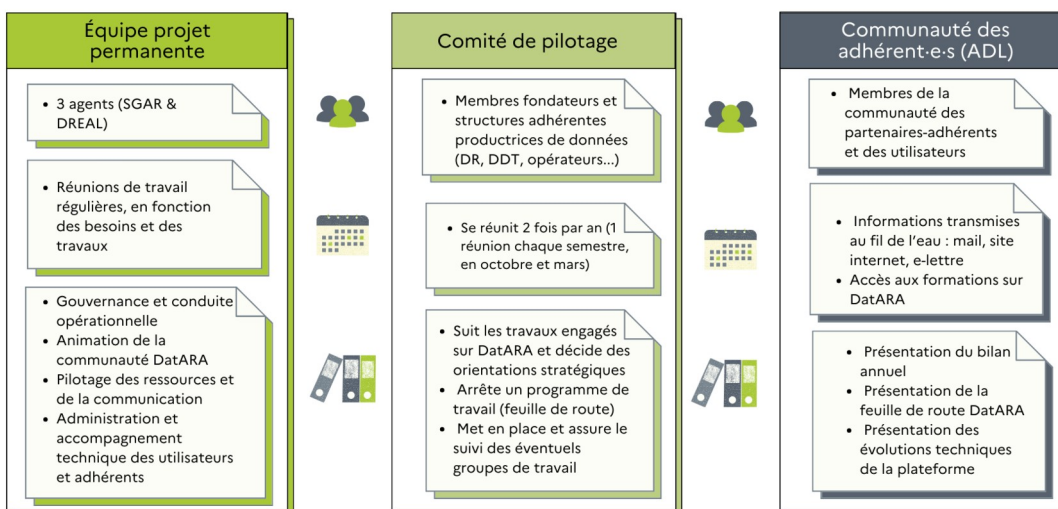 Équipe projet
permanente
• 3 agents (SGAR &
DREAL)
• Réunions de travail
régulières, en fonction
des besoins et des
travaux
• Gouvernance et conduite
opérationnelle
• Animation de la
communauté DatARA
• Pilotage des ressources et
de la communication
• Administration et
accompagnement
technique des utilisateurs
et adhérents
Comité de pilotage
• Membres fondateurs et
structures adhérentes
productrices de données
(DR, DDT, opérateurs...)
• Se réunit 2 fois par an (1
réunion chaque semestre,
en octobre et mars)
• Suit les travaux engagés
sur DatARA et décide des
orientations stratégiques
• Arrête un programme de
travail (feuille de route)
• Met en place et assure le
suivi des éventuels
groupes de travail
Communauté des
adhérent·e·s (ADL)
• Membres de la
communauté des
partenaires-adhérents
et des utilisateurs
• Informations transmises
au fil de l'eau : mail, site
internet, e-lettre
• Accès aux formations sur
DatARA
• Présentation du bilan
annuel
• Présentation de la
feuille de route DatARA
• Présentation des
évolutions techniques
de la plateforme